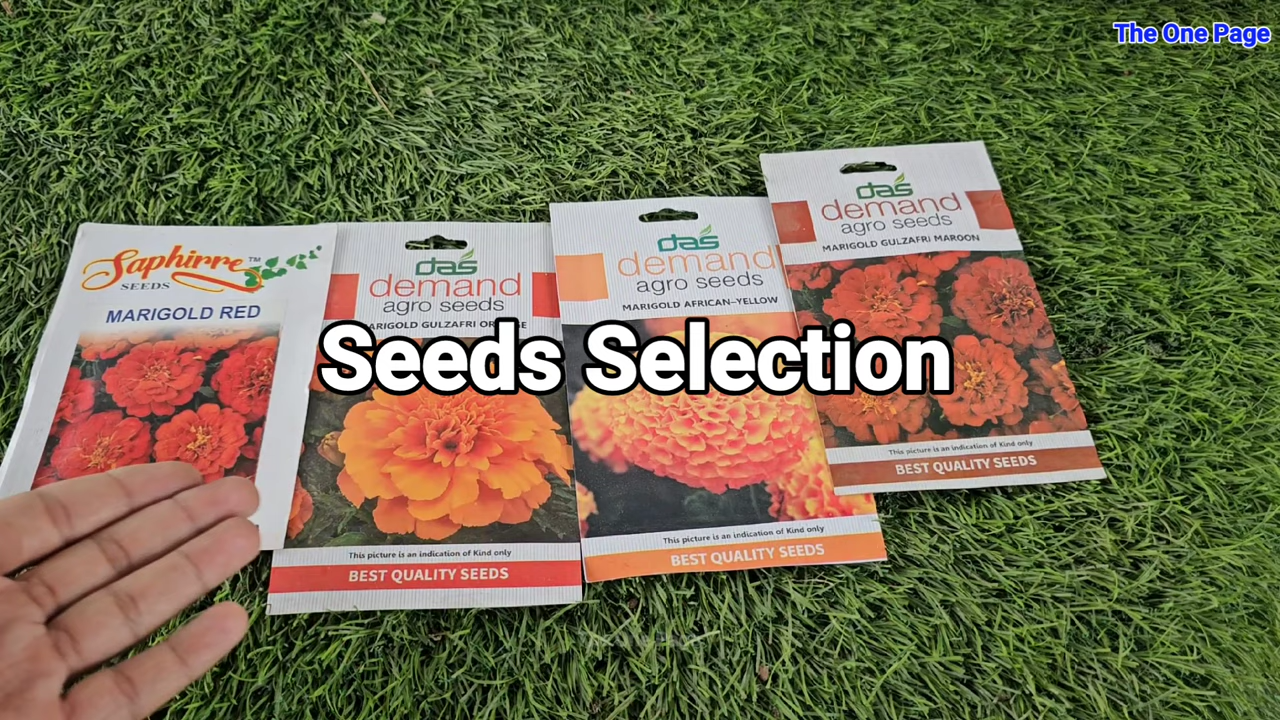 The One Page
Saphirre TM
SEEDS
MARIGOLD RED
das
demand
agro seeds
This picture is an indication of Kind only
BEST QUALITY SEEDS
das
demand
agro seeds
MARIGOLD AFRICAN-YELLOW
This picture is an indication of Kind only
BEST QUALITY SEEDS
das
demand
agro seeds
MARIGOLD GULZAFRI MAROON
This picture is an indication of Kind only
BEST QUALITY SEEDS
Seeds Selection